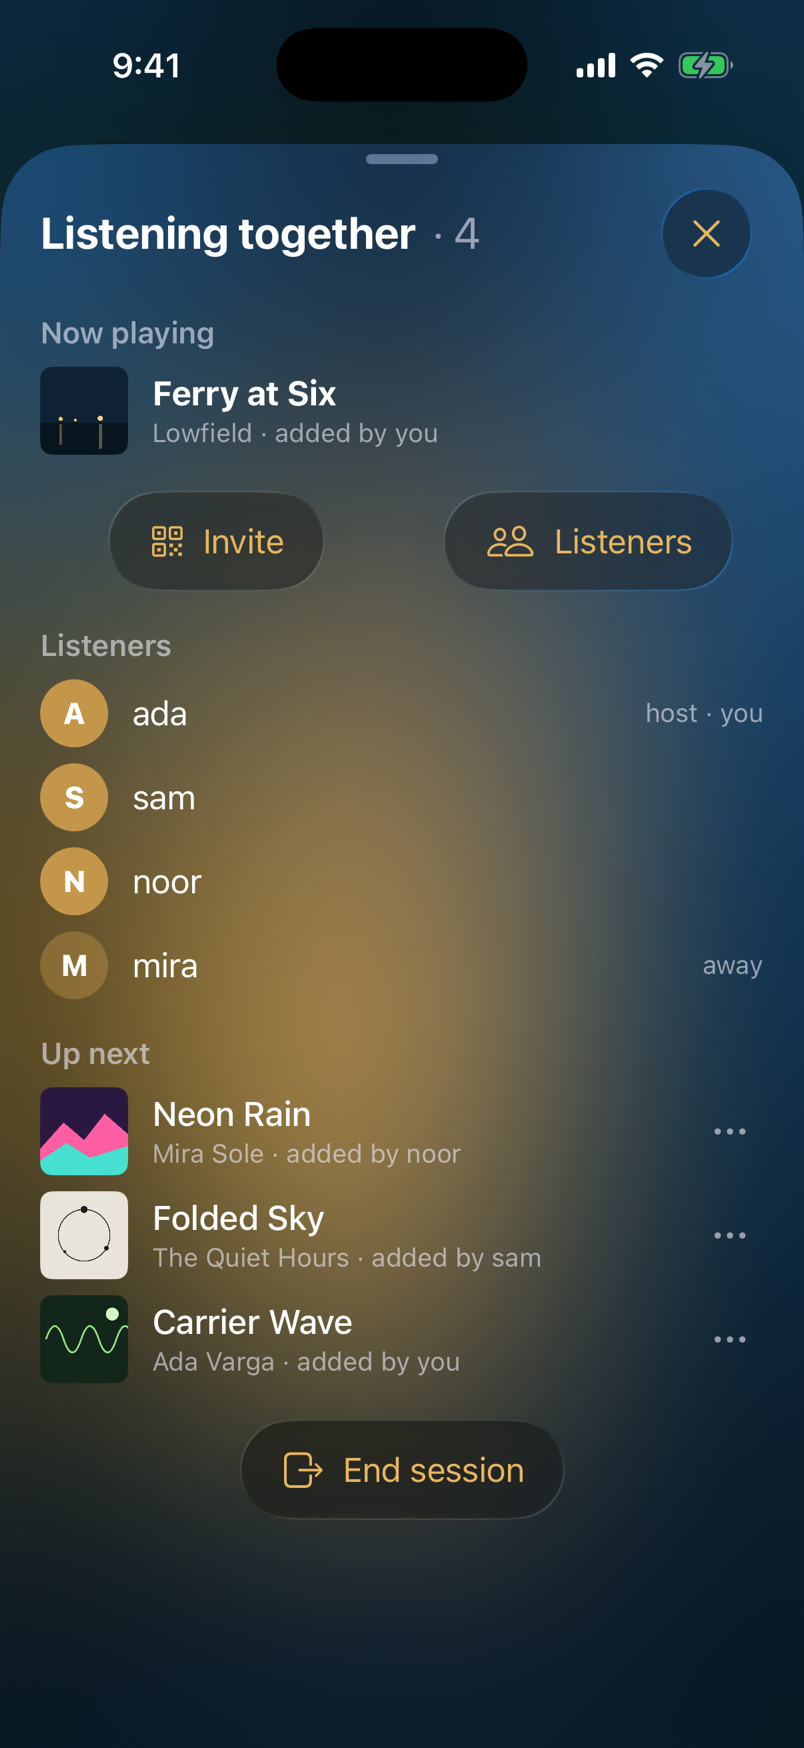 9:41
Listening together · 4
Now playing
Ferry at Six
Lowfield · added by you
Invite
Listeners
Listeners
A ada host · you
S sam
N noor
M mira away
Up next
Neon Rain
Mira Sole · added by noor
Folded Sky
The Quiet Hours · added by sam
Carrier Wave
Ada Varga · added by you
End session